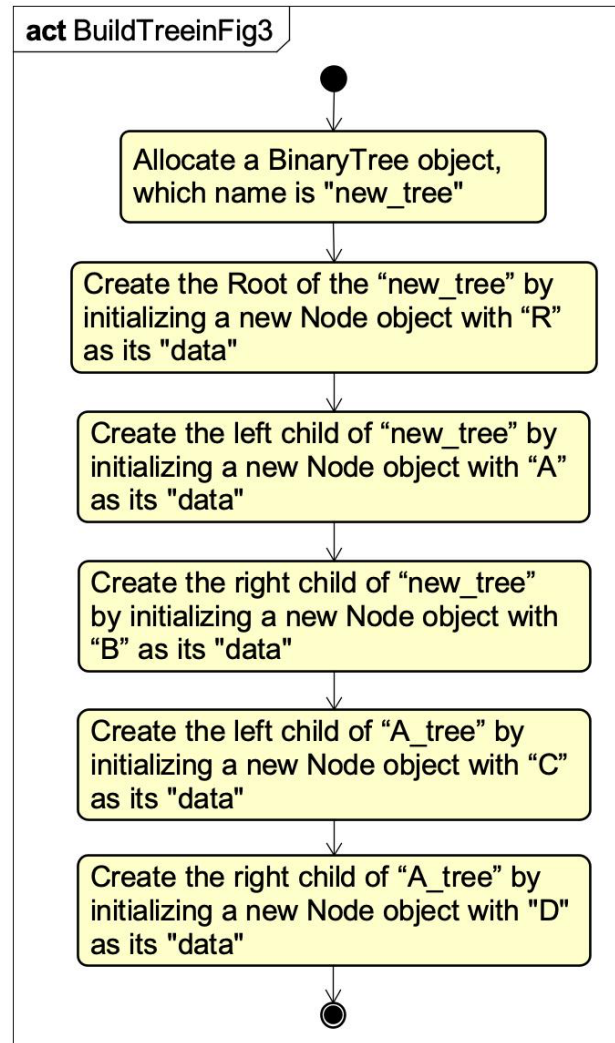 act BuildTreeinFig3
Allocate a BinaryTree object,
which name is "new_tree"
Create the Root of the “new_tree” by
initializing a new Node object with “R”
as its "data"
Create the left child of “new_tree” by
initializing a new Node object with “A”
as its "data"
Create the right child of “new_tree”
by initializing a new Node object with
“B” as its "data"
Create the left child of “A_tree” by
initializing a new Node object with “C”
as its "data"
Create the right child of “A_tree” by
initializing a new Node object with "D"
as its "data"